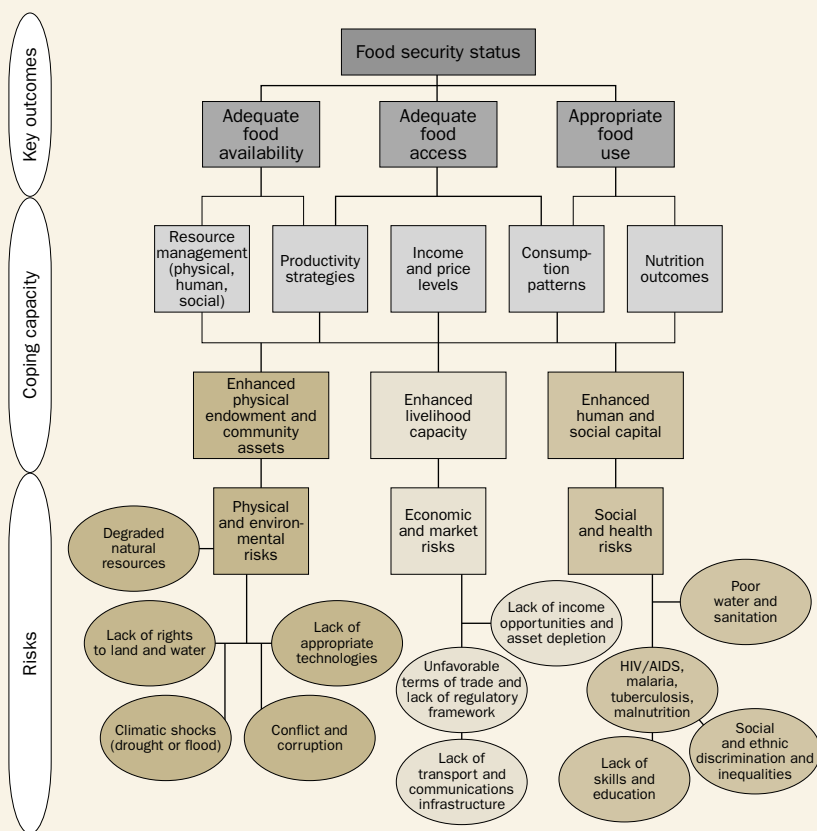 Key outcomes
Food security status
Adequate
food
availability
Adequate
food
access
Appropriate
food
use
Coping capacity
Resource
management
(physical,
human,
social)
Productivity
strategies
Income
and price
levels
Consump-
tion
patterns
Nutrition
outcomes
Enhanced
physical
endowment and
community
assets
Enhanced
livelihood
capacity
Enhanced
human and
social capital
Risks
Physical
and environ-
mental
risks
Economic
and market
risks
Social
and health
risks
Degraded
natural
resources
Lack of rights
to land and water
Lack of
appropriate
technologies
Climatic shocks
(drought or flood)
Conflict and
corruption
Lack of income
opportunities and
asset depletion
Unfavorable
terms of trade and
lack of regulatory
framework
Lack of
transport and
communications
infrastructure
Poor
water and
sanitation
HIV/AIDS,
malaria,
tuberculosis,
malnutrition
Social
and ethnic
discrimination and
inequalities
Lack of
skills and
education